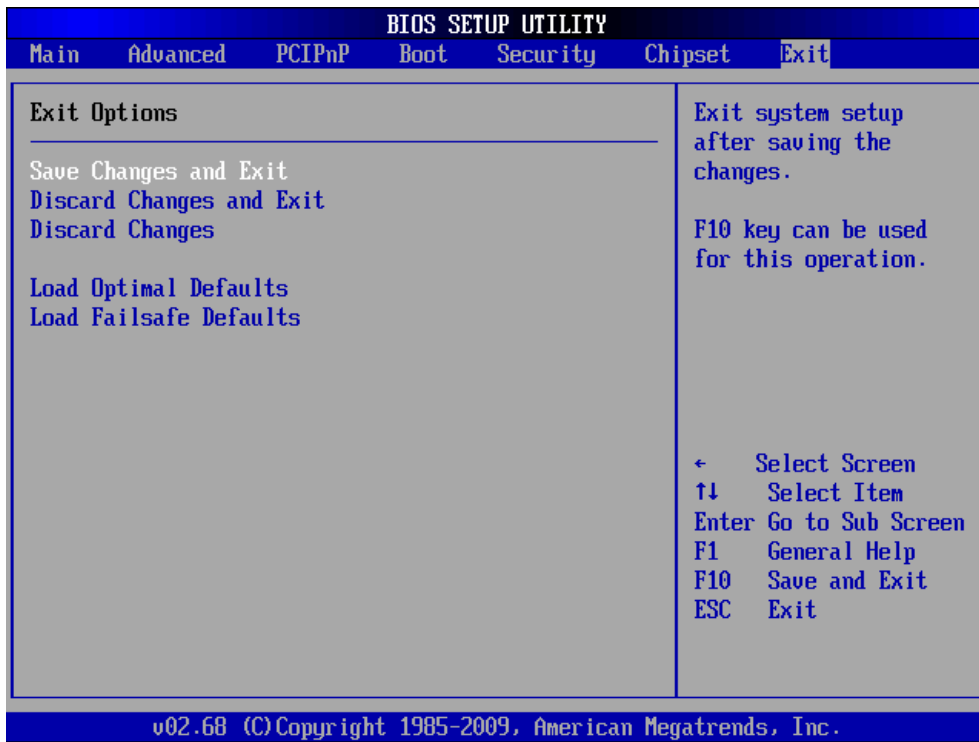 BIOS SETUP UTILITY
Main Advanced PCIPnP Boot Security Chipset Exit
Exit Options
Save Changes and Exit
Discard Changes and Exit
Discard Changes
Load Optimal Defaults
Load Failsafe Defaults
Exit system setup
after saving the
changes.
F10 key can be used
for this operation.
← Select Screen
↑↓ Select Item
Enter Go to Sub Screen
F1 General Help
F10 Save and Exit
ESC Exit
v02.68 (C)Copyright 1985-2009, American Megatrends, Inc.